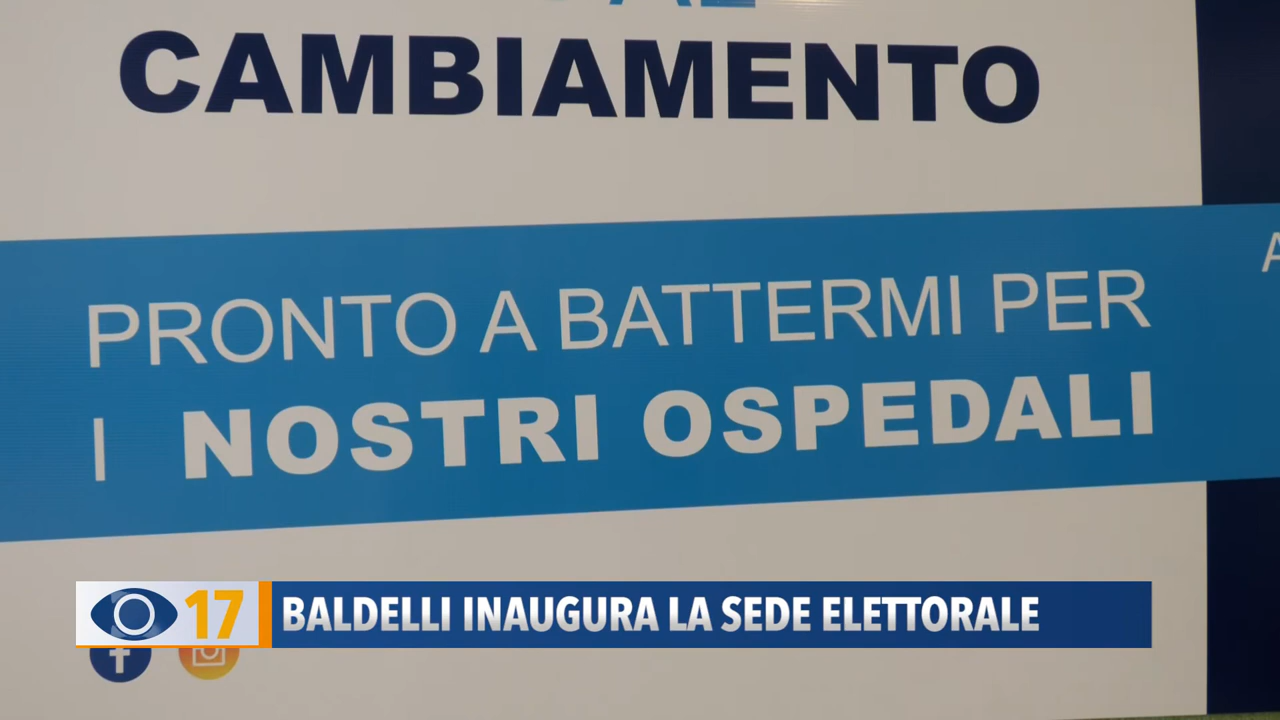 CAMBIAMENTO
PRONTO A BATTERMI PER
I NOSTRI OSPEDALI
17 BALDELLI INAUGURA LA SEDE ELETTORALE